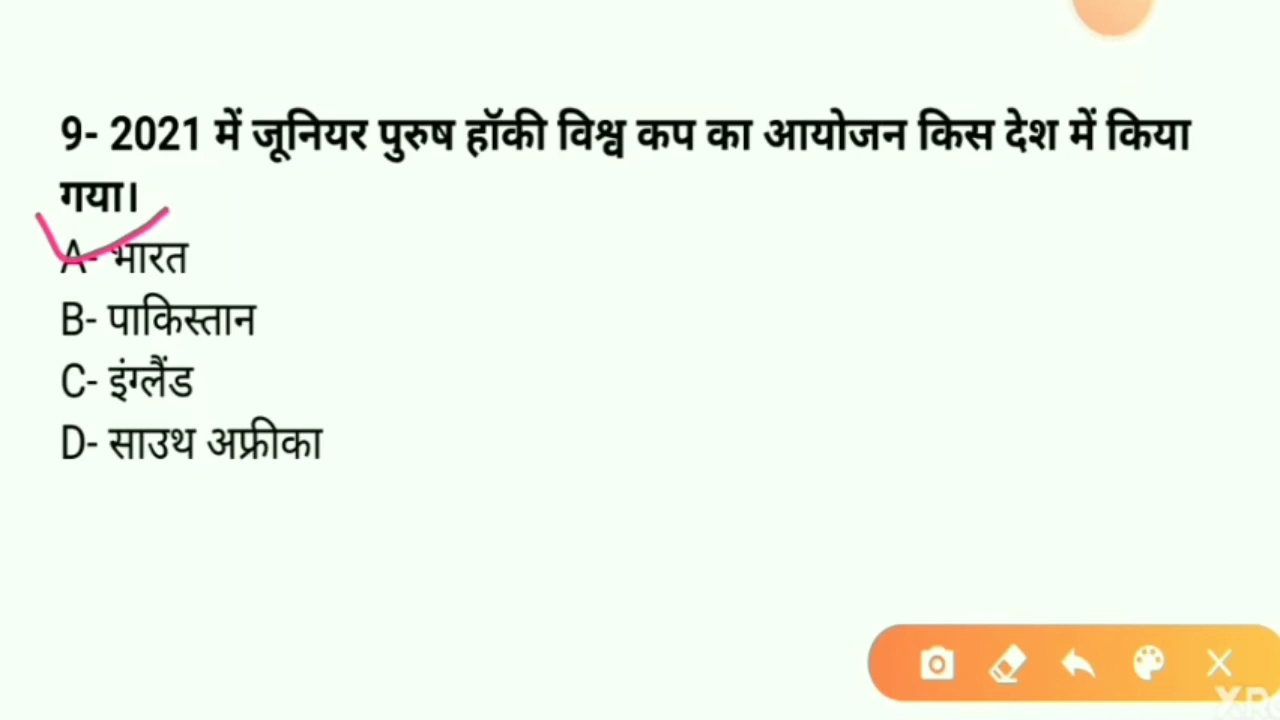 9- 2021 में जूनियर पुरुष हॉकी विश्व कप का आयोजन किस देश में किया
गया।
A- भारत
B- पाकिस्तान
C- इंग्लैंड
D- साउथ अफ्रीका